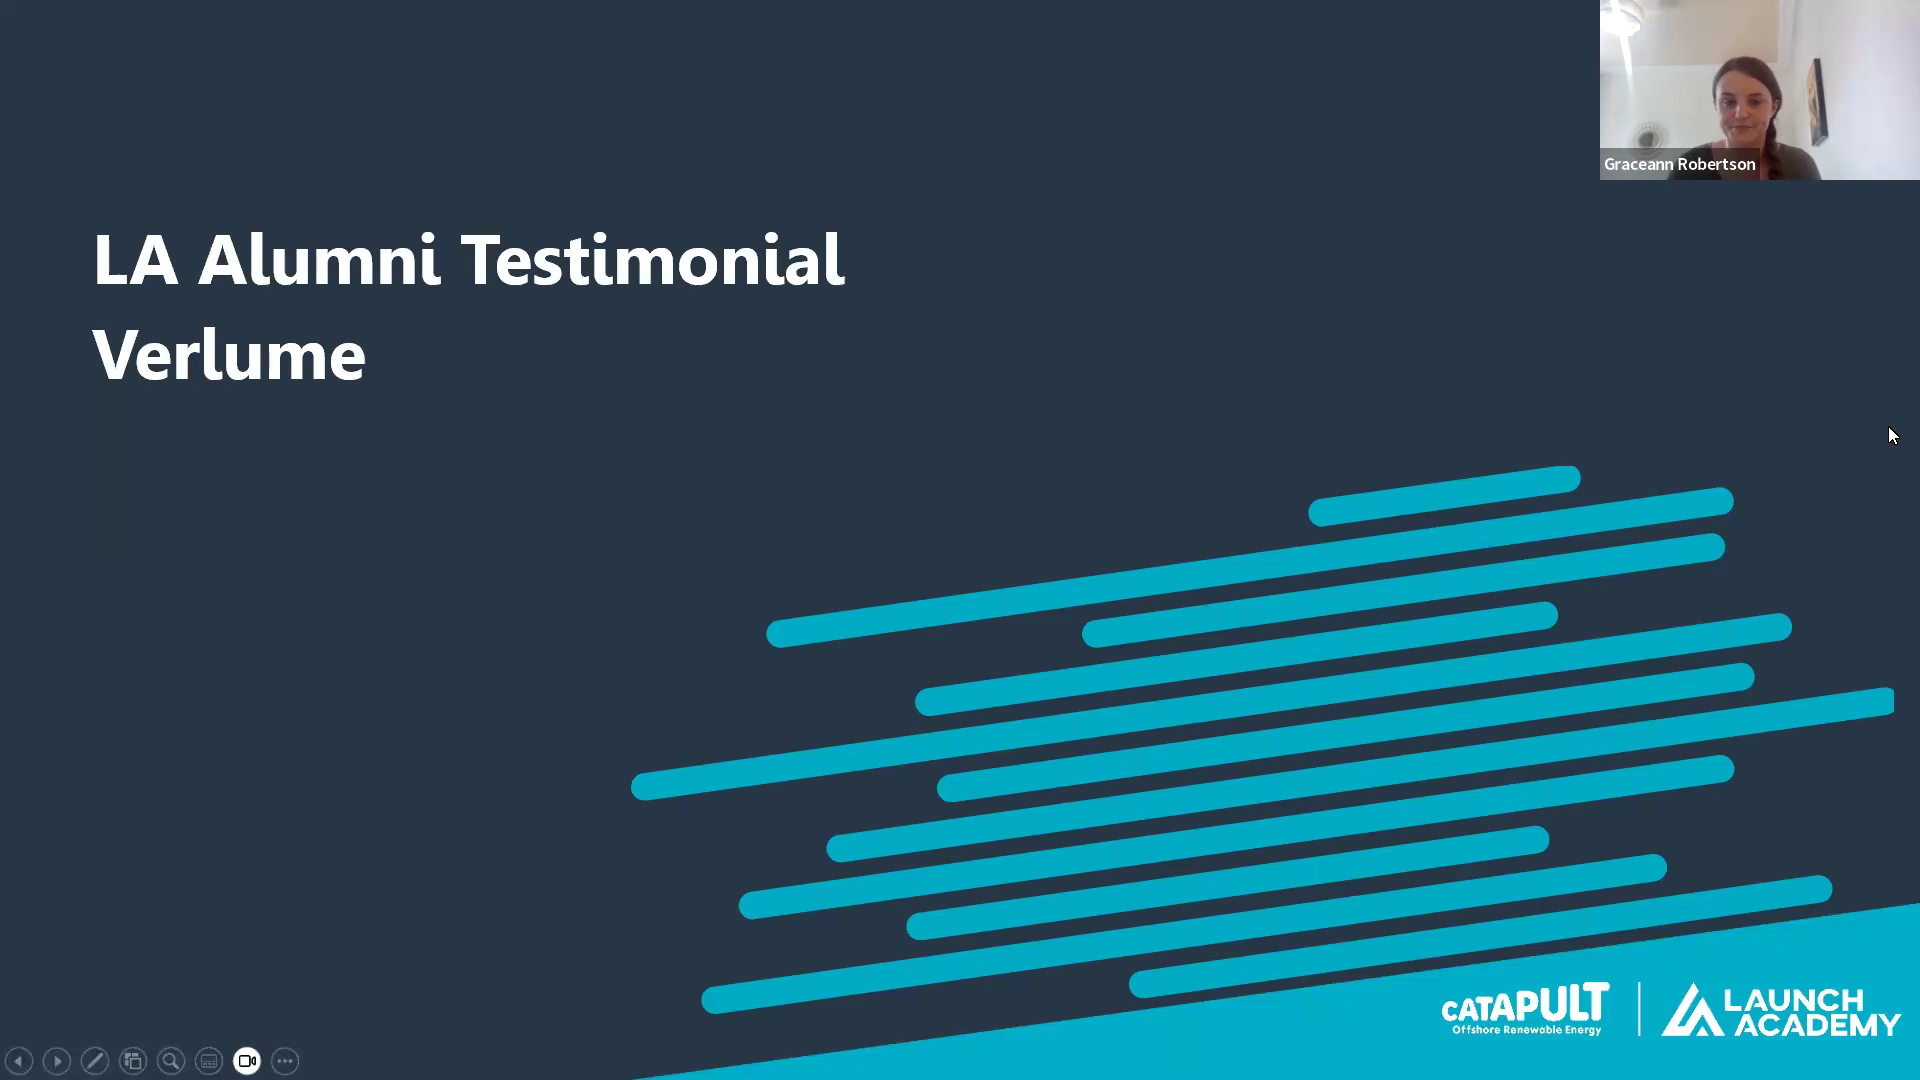 Graceann Robertson
LA Alumni Testimonial
Verlume
CATAPULT
Offshore Renewable Energy
LAUNCH
ACADEMY